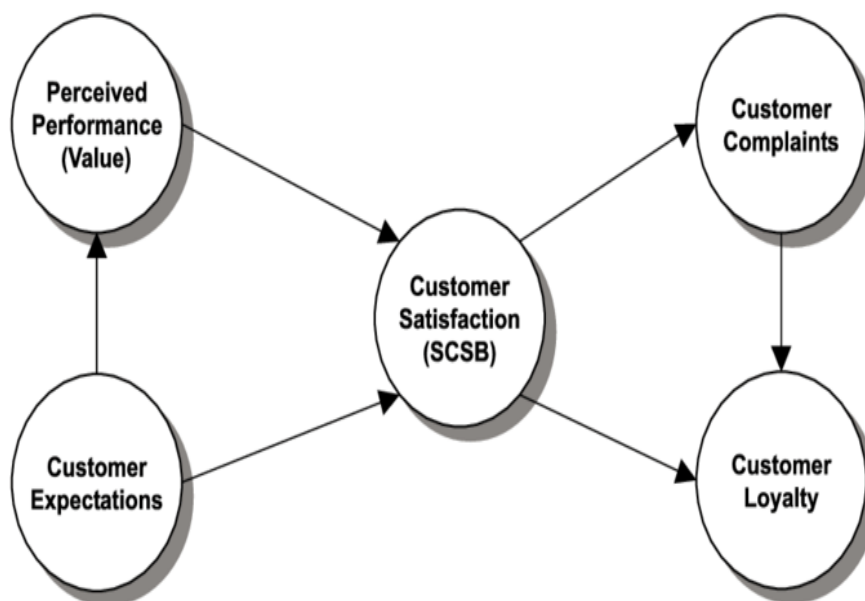 Perceived
Performance
(Value)
Customer
Complaints
Customer
Satisfaction
(SCSB)
Customer
Expectations
Customer
Loyalty